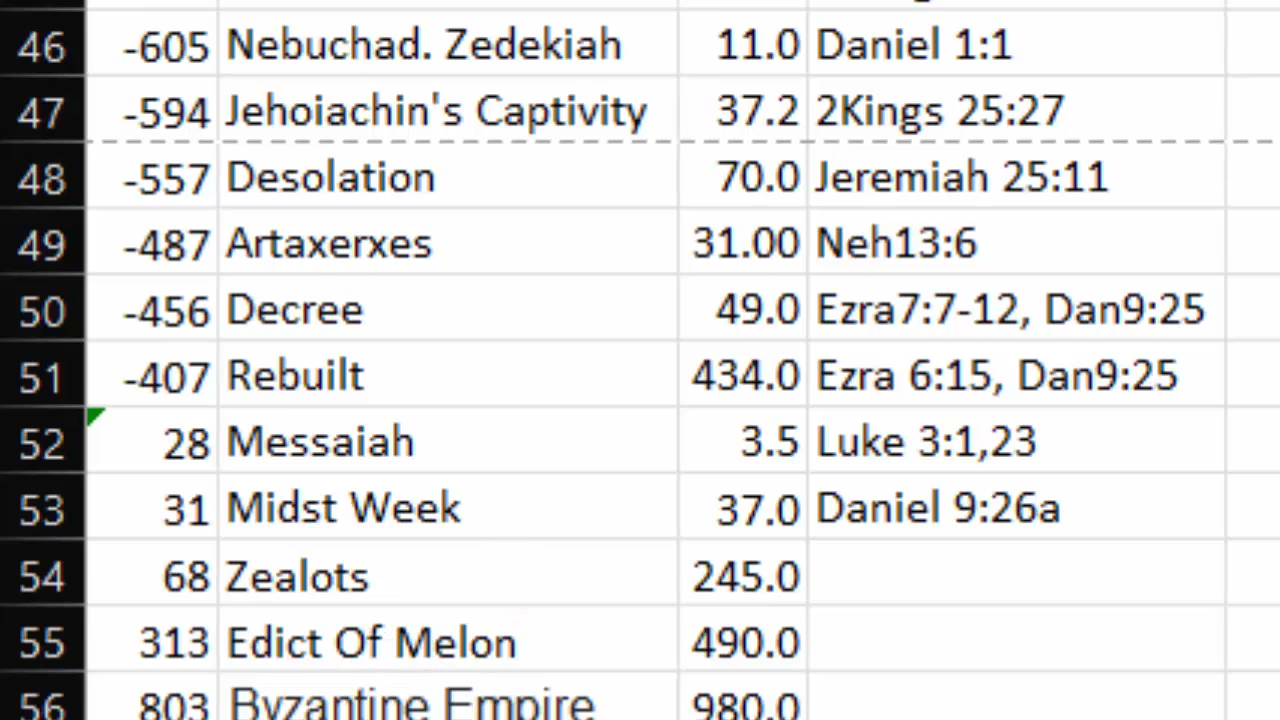 46 -605 Nebuchad. Zedekiah 11.0 Daniel 1:1
47 -594 Jehoiachin's Captivity 37.2 2Kings 25:27
48 -557 Desolation 70.0 Jeremiah 25:11
49 -487 Artaxerxes 31.00 Neh13:6
50 -456 Decree 49.0 Ezra7:7-12, Dan9:25
51 -407 Rebuilt 434.0 Ezra 6:15, Dan9:25
52 28 Messaiah 3.5 Luke 3:1,23
53 31 Midst Week 37.0 Daniel 9:26a
54 68 Zealots 245.0
55 313 Edict Of Melon 490.0
56 803 Byzantine Empire 980.0